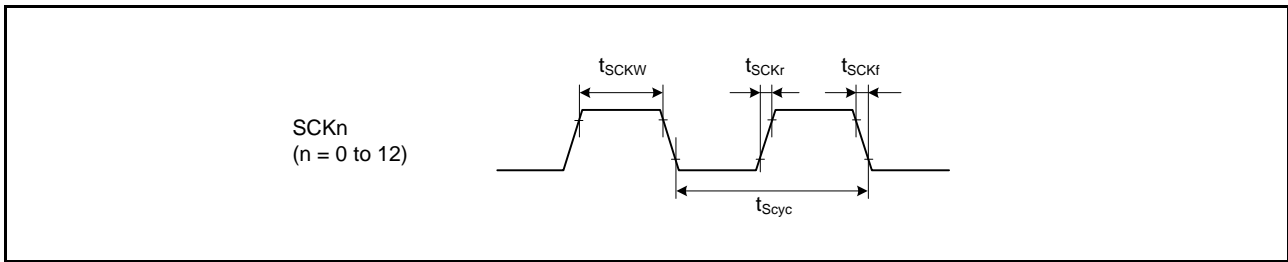 tSCKW
tSCKr
tSCKf
SCKn
(n = 0 to 12)
tScyc